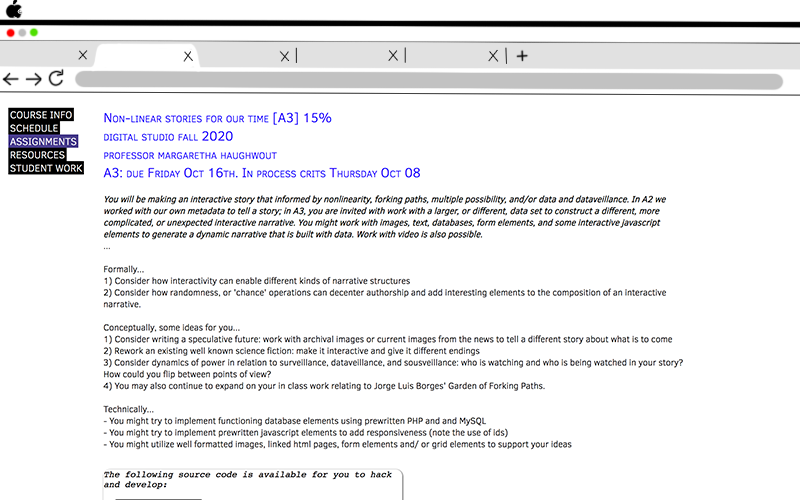 COURSE INFO
SCHEDULE
ASSIGNMENTS
RESOURCES
STUDENT WORK
Non-linear stories for our time [A3] 15%
digital studio fall 2020
professor margaretha haughwout
A3: due Friday Oct 16th. In process crits Thursday Oct 08
You will be making an interactive story that informed by nonlinearity, forking paths, multiple possibility, and/or data and dataveillance. In A2 we
worked with our own metadata to tell a story; in A3, you are invited with work with a larger, or different, data set to construct a different, more
complicated, or unexpected interactive narrative. You might work with images, text, databases, form elements, and some interactive javascript
elements to generate a dynamic narrative that is built with data. Work with video is also possible.
...
Formally...
1) Consider how interactivity can enable different kinds of narrative structures
2) Consider how randomness, or 'chance' operations can decenter authorship and add interesting elements to the composition of an interactive
narrative.
Conceptually, some ideas for you...
1) Consider writing a speculative future: work with archival images or current images from the news to tell a different story about what is to come
2) Rework an existing well known science fiction: make it interactive and give it different endings
3) Consider dynamics of power in relation to surveillance, dataveillance, and sousveillance: who is watching and who is being watched in your story?
How could you flip between points of view?
4) You may also continue to expand on your in class work relating to Jorge Luis Borges' Garden of Forking Paths.
Technically...
- You might try to implement functioning database elements using prewritten PHP and and MySQL
- You might try to implement prewritten javascript elements to add responsiveness (note the use of ids)
- You might utilize well formatted images, linked html pages, form elements and/ or grid elements to support your ideas
The following source code is available for you to hack
and develop: